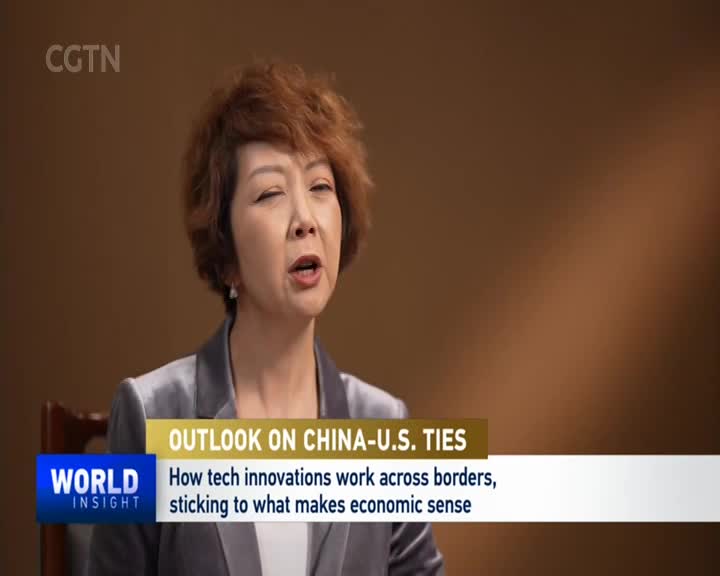 CGTN
OUTLOOK ON CHINA-U.S. TIES
WORLD
INSIGHT
How tech innovations work across borders,
sticking to what makes economic sense